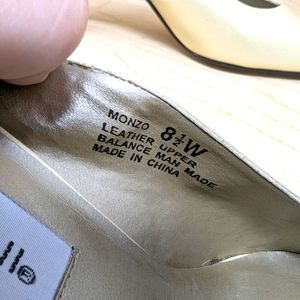 MONZO 8½W
LEATHER UPPER
BALANCE MAN MADE
MADE IN CHINA